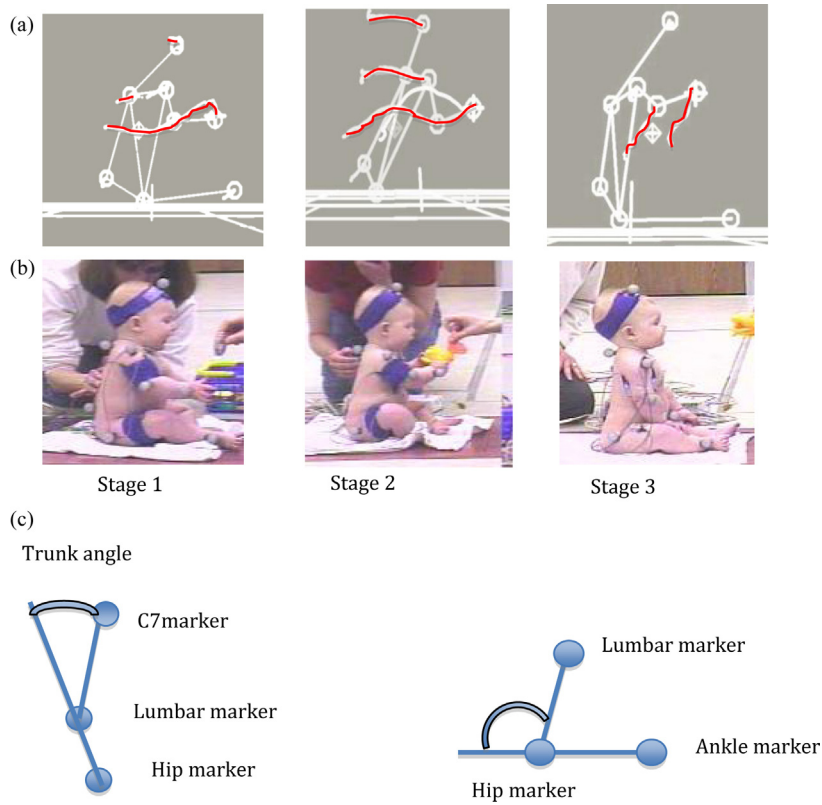 (a)
(b)
Stage 1
Stage 2
Stage 3
(c)
Trunk angle
C7marker
Lumbar marker
Hip marker
Lumbar marker
Ankle marker
Hip marker